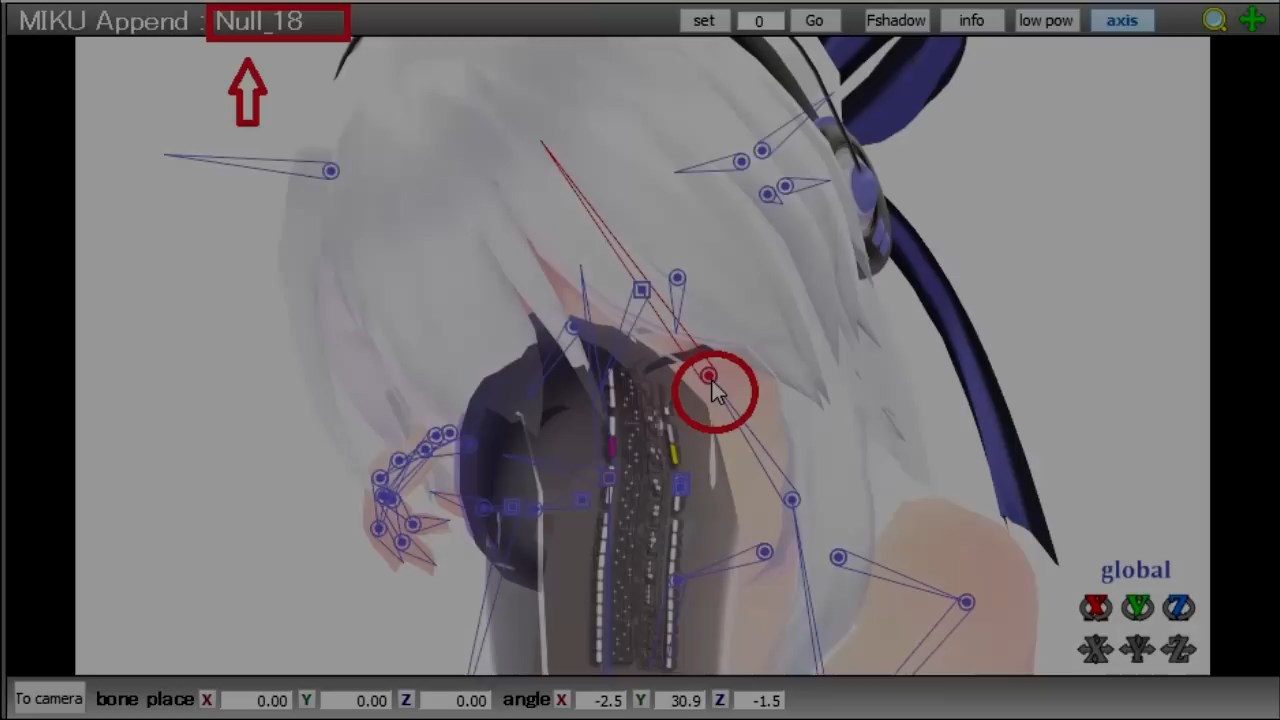 MIKU Append : Null_18 set 0 Go Fshadow info low pow axis
global
X Y Z
X Y Z
To camera bone place X 0.00 Y 0.00 Z 0.00 angle X -2.5 Y 30.9 Z -1.5